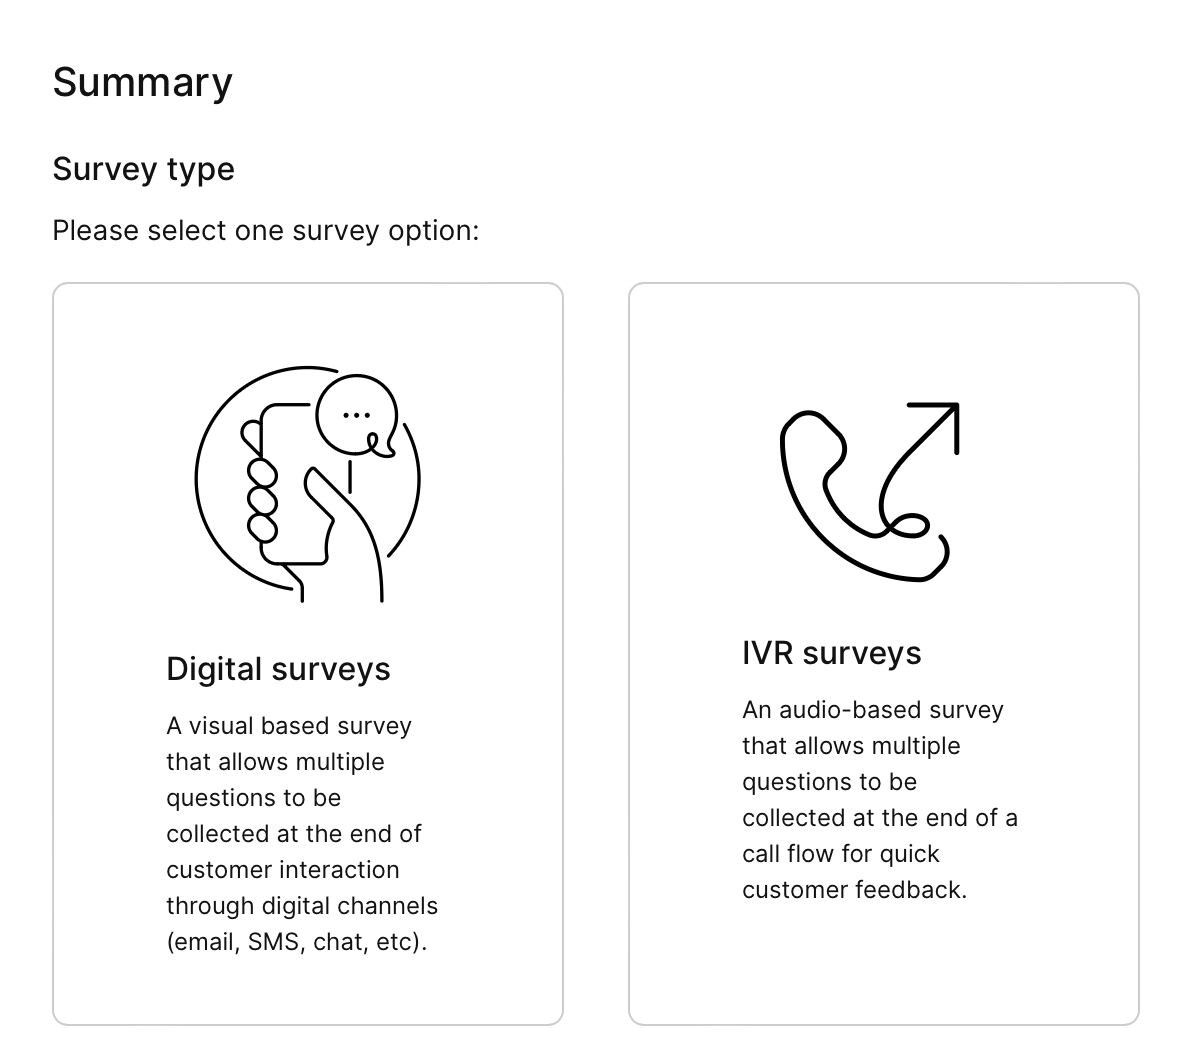 Summary
Survey type
Please select one survey option:
Digital surveys
A visual based survey
that allows multiple
questions to be
collected at the end of
customer interaction
through digital channels
(email, SMS, chat, etc).
IVR surveys
An audio-based survey
that allows multiple
questions to be
collected at the end of a
call flow for quick
customer feedback.